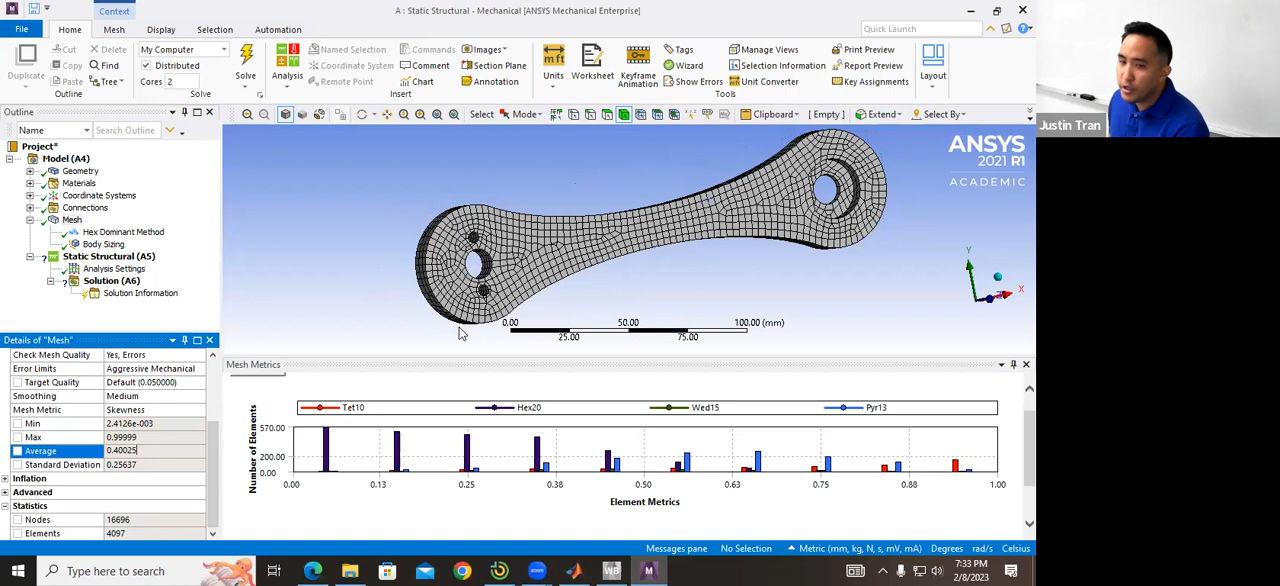 Context
A : Static Structural - Mechanical [ANSYS Mechanical Enterprise]
File Home Mesh Display Selection Automation Quick Launch
Duplicate
Cut Delete
Copy Find
Paste Tree
Outline
My Computer
Distributed
Cores 2
Solve
Solve
Analysis
Named Selection Commands Images
Coordinate System Comment Section Plane
Remote Point Chart Annotation
Insert
Units Worksheet Keyframe Animation
Tags Manage Views Print Preview
Wizard Selection Information Report Preview
Show Errors Unit Converter Key Assignments
Tools
Layout
Outline
Name Search Outline
Select Mode Clipboard [ Empty ] Extend Select By
Project*
Model (A4)
Geometry
Materials
Coordinate Systems
Connections
Mesh
Hex Dominant Method
Body Sizing
Static Structural (A5)
Analysis Settings
Solution (A6)
Solution Information
ANSYS
2021 R1
ACADEMIC
Y
X
0.00 50.00 100.00 (mm)
25.00 75.00
Details of "Mesh"
Check Mesh Quality Yes, Errors
Error Limits Aggressive Mechanical
Target Quality Default (0.050000)
Smoothing Medium
Mesh Metric Skewness
Min 2.4126e-003
Max 0.99999
Average 0.40025
Standard Deviation 0.25637
Inflation
Advanced
Statistics
Nodes 16696
Elements 4097
Mesh Metrics
Tet10 Hex20 Wed15 Pyr13
Number of Elements
570.00
200.00
0.00
0.00 0.13 0.25 0.38 0.50 0.63 0.75 0.88 1.00
Element Metrics
Messages pane No Selection Metric (mm, kg, N, s, mV, mA) Degrees rad/s Celsius
Type here to search
7:33 PM
2/8/2023
Justin Tran